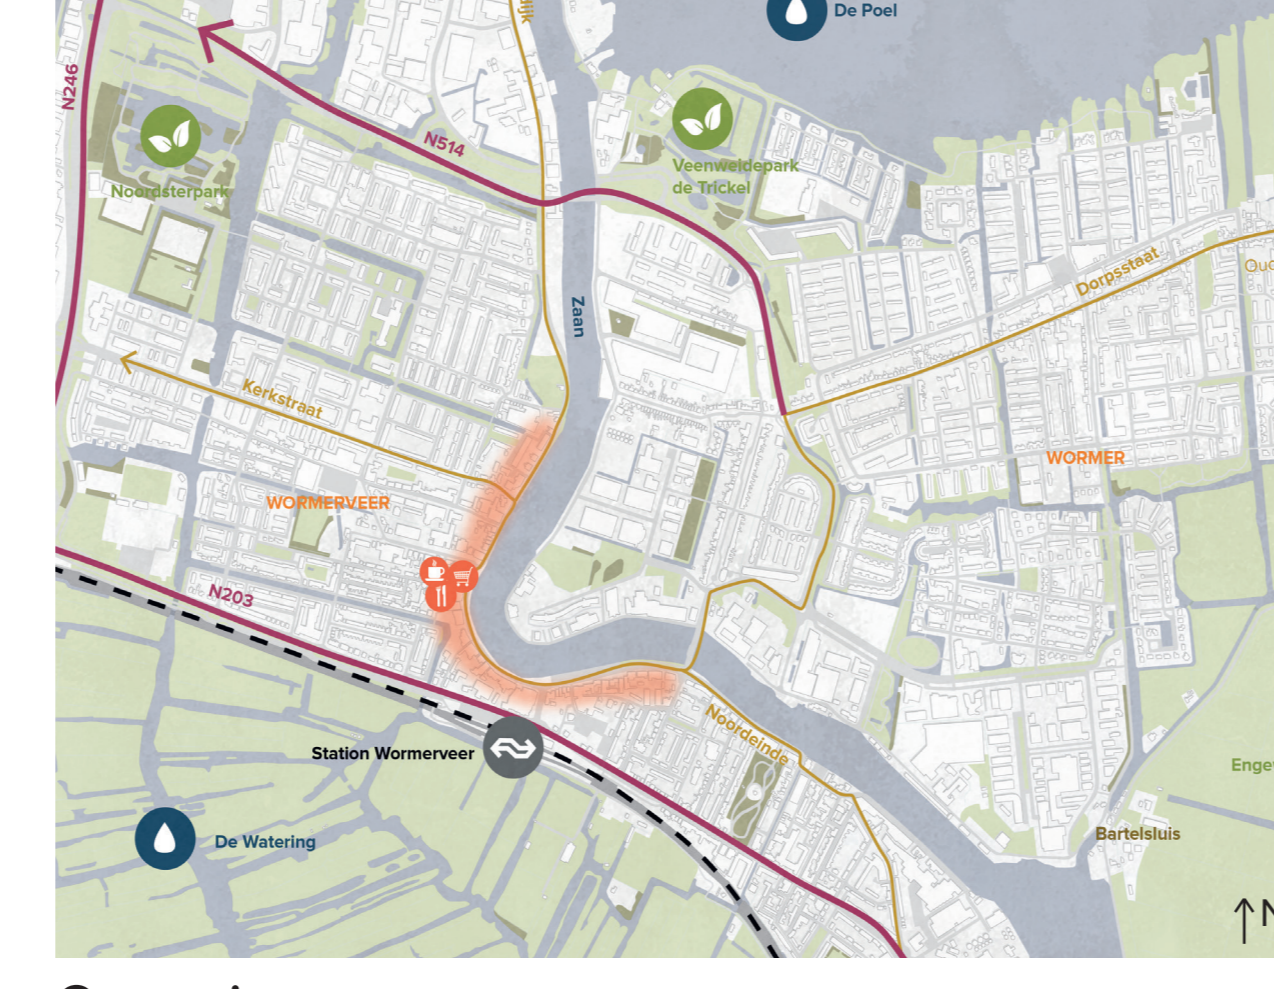 De Poel
N246
N514
Veenweidepark
de Trickel
Noordsterpark
Dorpsstaat
Zaan
Kerkstraat
WORMER
WORMERVEER
N203
Noordeinde
Station Wormerveer
De Watering
Bartelsluis